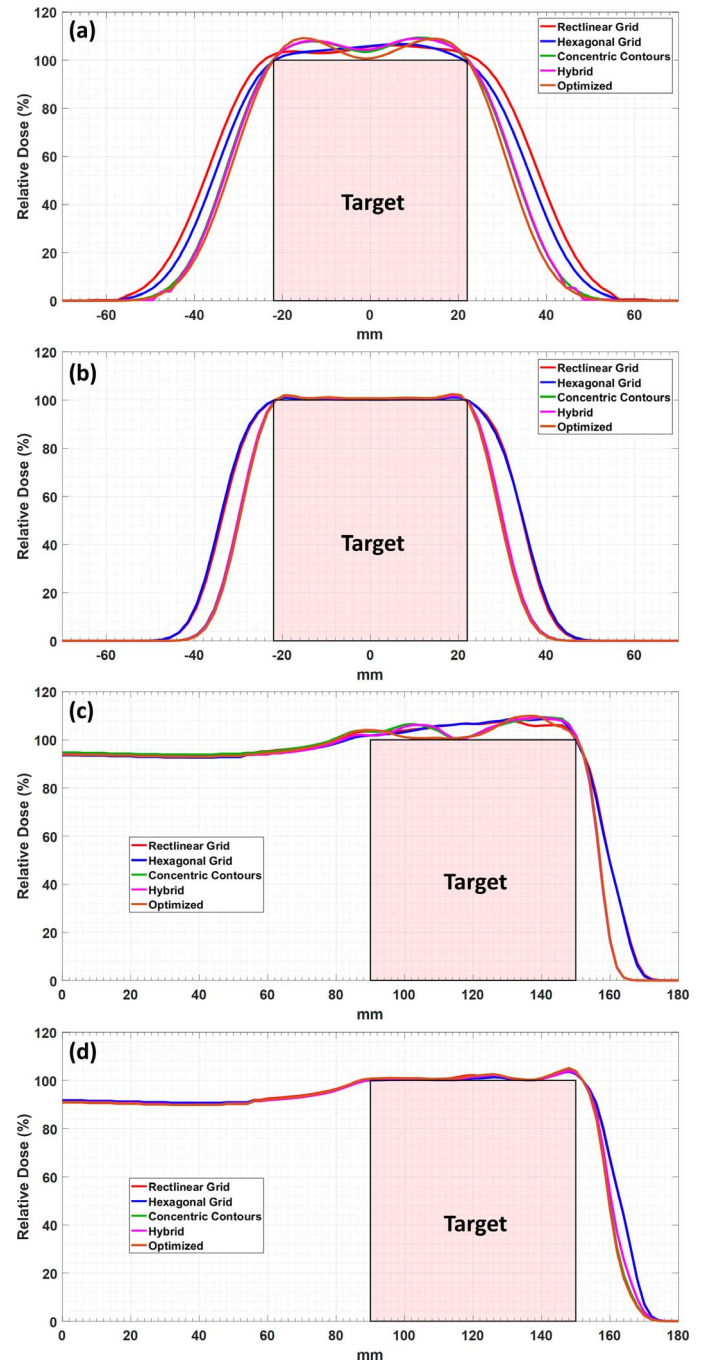 (a)
Relative Dose (%)
120
100
80
60
40
20
0
Rectlinear Grid
Hexagonal Grid
Concentric Contours
Hybrid
Optimized
Target
-60 -40 -20 0 20 40 60
mm
(b)
Relative Dose (%)
120
100
80
60
40
20
0
Rectlinear Grid
Hexagonal Grid
Concentric Contours
Hybrid
Optimized
Target
-60 -40 -20 0 20 40 60
mm
(c)
Relative Dose (%)
120
100
80
60
40
20
0
Rectlinear Grid
Hexagonal Grid
Concentric Contours
Hybrid
Optimized
Target
0 20 40 60 80 100 120 140 160 180
mm
(d)
Relative Dose (%)
120
100
80
60
40
20
0
Rectlinear Grid
Hexagonal Grid
Concentric Contours
Hybrid
Optimized
Target
0 20 40 60 80 100 120 140 160 180
mm